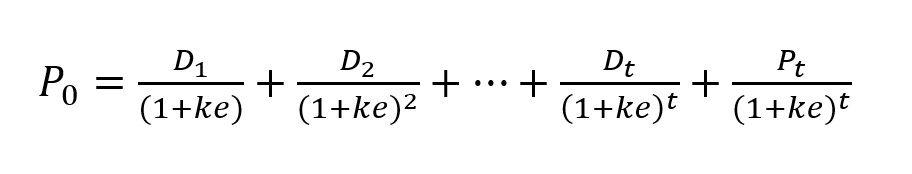 P₀ = D₁/(1+ke) + D₂/(1+ke)² + ⋯ + Dₜ/(1+ke)ᵗ + Pₜ/(1+ke)ᵗ